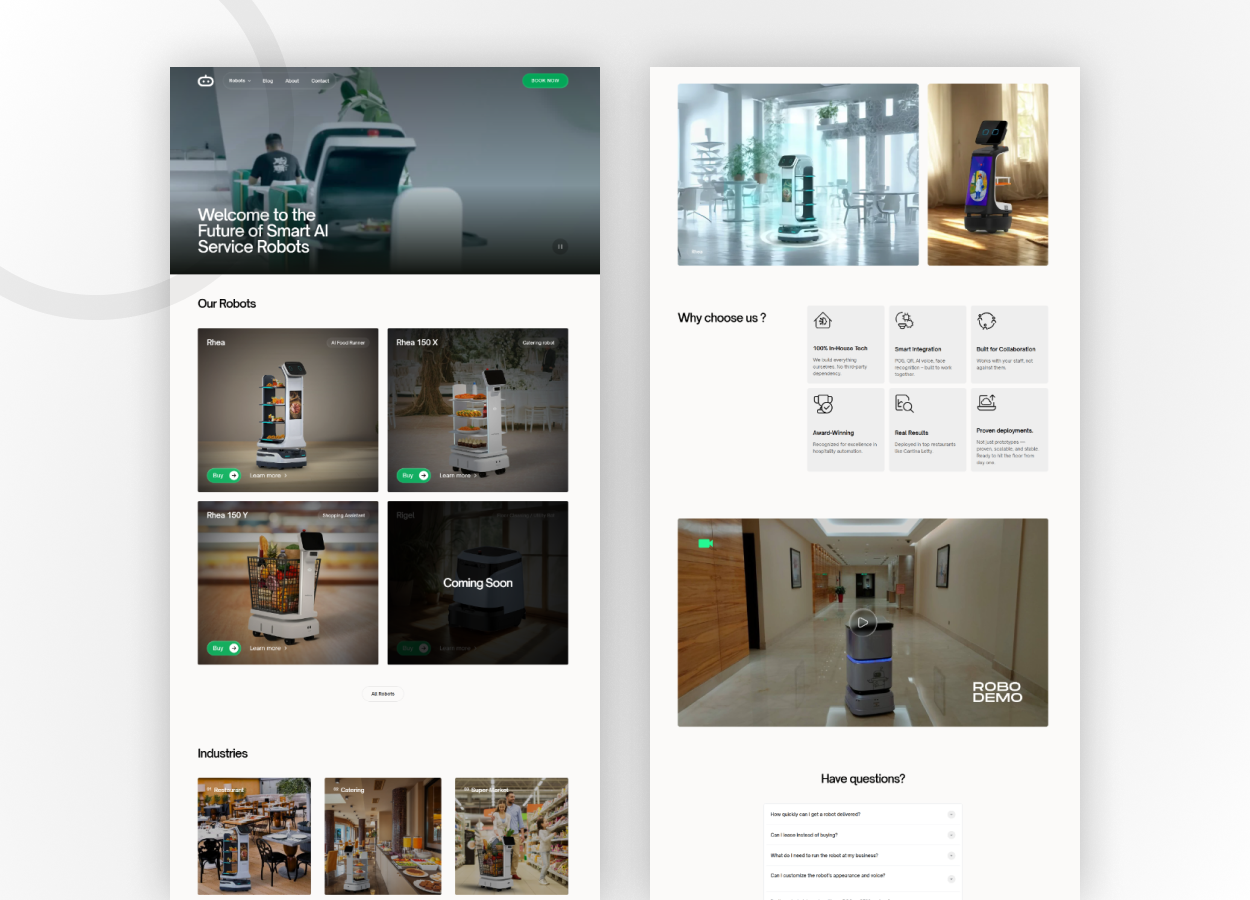 Robots
Blog
About
Contact
BOOK NOW
Welcome to the
Future of Smart AI
Service Robots
Our Robots
Rhea
AI Food Runner
Buy
Learn more
Rhea 150 X
Catering robot
Buy
Learn more
Rhea 150 Y
Shopping Assistant
Buy
Learn more
Rigel
Coming Soon
Buy
Learn more
All Robots
Industries
Restaurant
Catering
Super Market
Rhea
Why choose us ?
100% In-House Tech
We build everything
ourselves. No third-party
dependency.
Smart Integration
POS, QR, AI voice, face
recognition – built to work
together.
Built for Collaboration
Works with your staff, not
against them.
Award-Winning
Recognized for excellence in
hospitality automation.
Real Results
Deployed in top restaurants
like Cantina Lofty.
Proven deployments.
Not just prototypes —
proven, scalable, and stable
Ready to hit the floor from
day one.
ROBO
DEMO
Have questions?
How quickly can I get a robot delivered?
Can I lease instead of buying?
What do I need to run the robot at my business?
Can I customize the robot's appearance and voice?